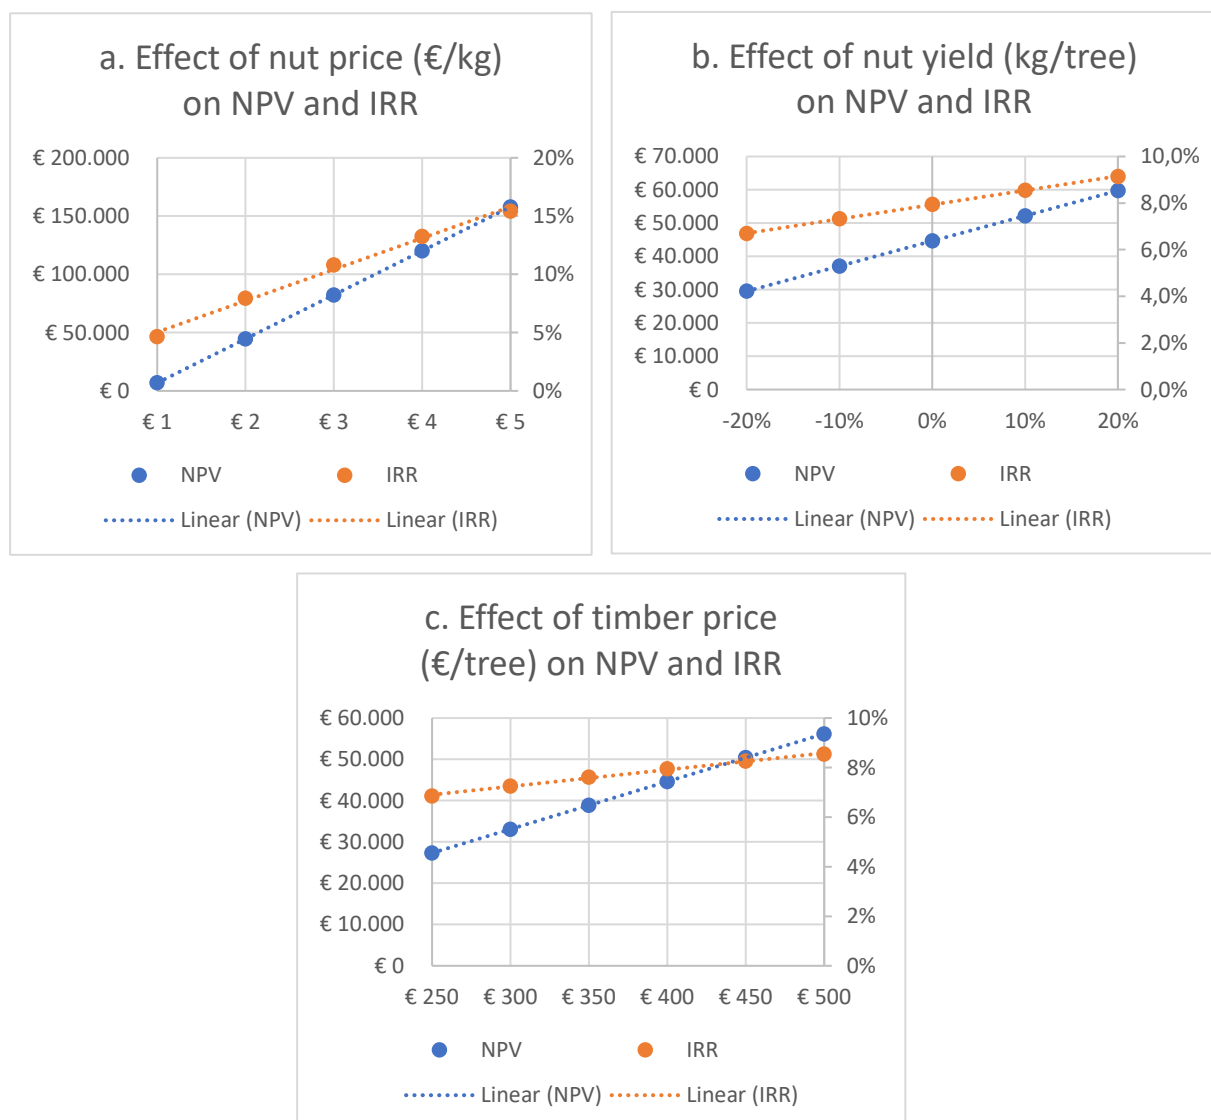 a. Effect of nut price (€/kg)
on NPV and IRR
€ 200.000
20%
€ 150.000
15%
€ 100.000
10%
€ 50.000
5%
€ 0
0%
€ 1
€ 2
€ 3
€ 4
€ 5
NPV
IRR
Linear (NPV)
Linear (IRR)
b. Effect of nut yield (kg/tree)
on NPV and IRR
€ 70.000
10,0%
€ 60.000
8,0%
€ 50.000
€ 40.000
6,0%
€ 30.000
4,0%
€ 20.000
2,0%
€ 10.000
€ 0
0,0%
-20%
-10%
0%
10%
20%
NPV
IRR
Linear (NPV)
Linear (IRR)
c. Effect of timber price
(€/tree) on NPV and IRR
€ 60.000
10%
€ 50.000
8%
€ 40.000
6%
€ 30.000
4%
€ 20.000
2%
€ 10.000
€ 0
0%
€ 250
€ 300
€ 350
€ 400
€ 450
€ 500
NPV
IRR
Linear (NPV)
Linear (IRR)